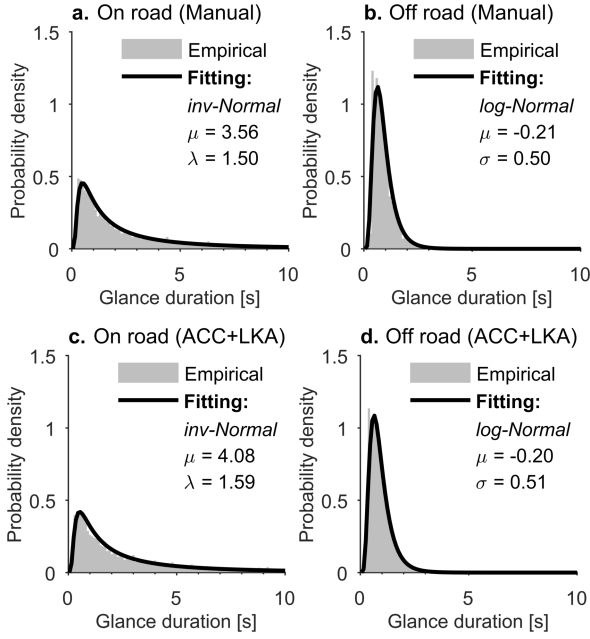 a. On road (Manual)
Probability density
1.5
1
0.5
0
Empirical
Fitting:
inv-Normal
μ = 3.56
λ = 1.50
0 5 10
Glance duration [s]
b. Off road (Manual)
Probability density
1.5
1
0.5
0
Empirical
Fitting:
log-Normal
μ = -0.21
σ = 0.50
0 5 10
Glance duration [s]
c. On road (ACC+LKA)
Probability density
1.5
1
0.5
0
Empirical
Fitting:
inv-Normal
μ = 4.08
λ = 1.59
0 5 10
Glance duration [s]
d. Off road (ACC+LKA)
Probability density
1.5
1
0.5
0
Empirical
Fitting:
log-Normal
μ = -0.20
σ = 0.51
0 5 10
Glance duration [s]